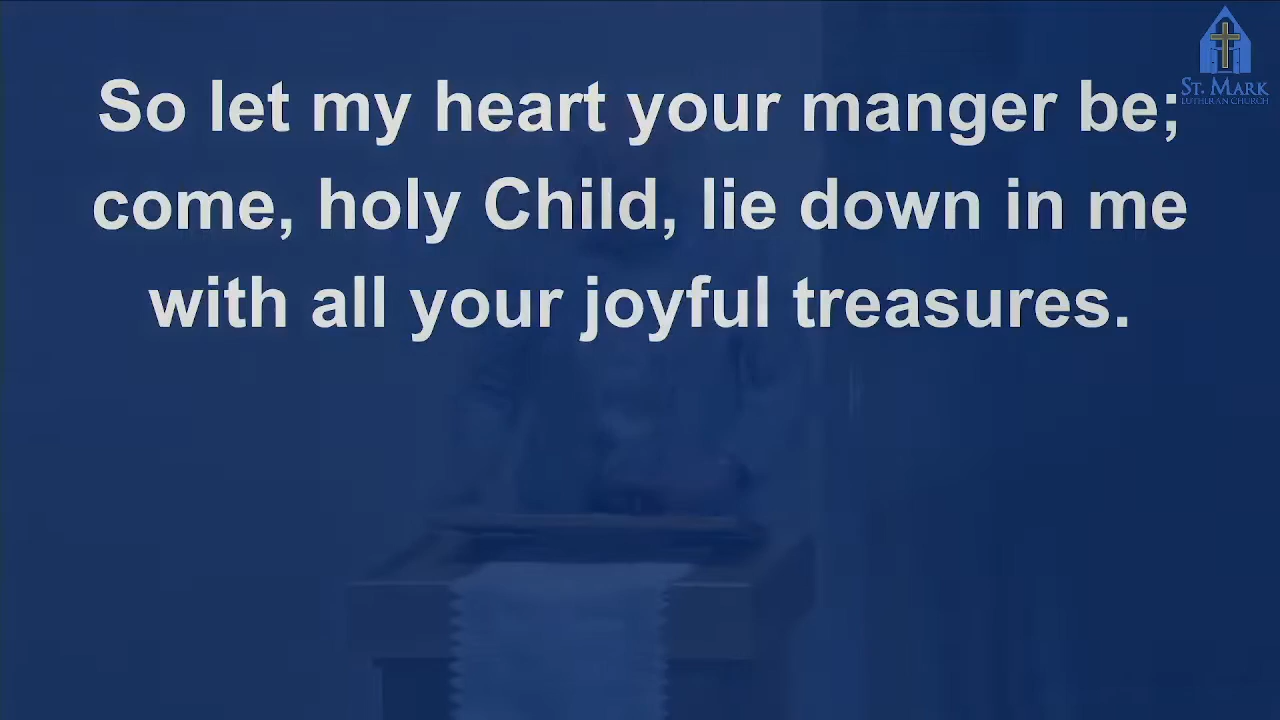 St. Mark
Lutheran Church
So let my heart your manger be;
come, holy Child, lie down in me
with all your joyful treasures.